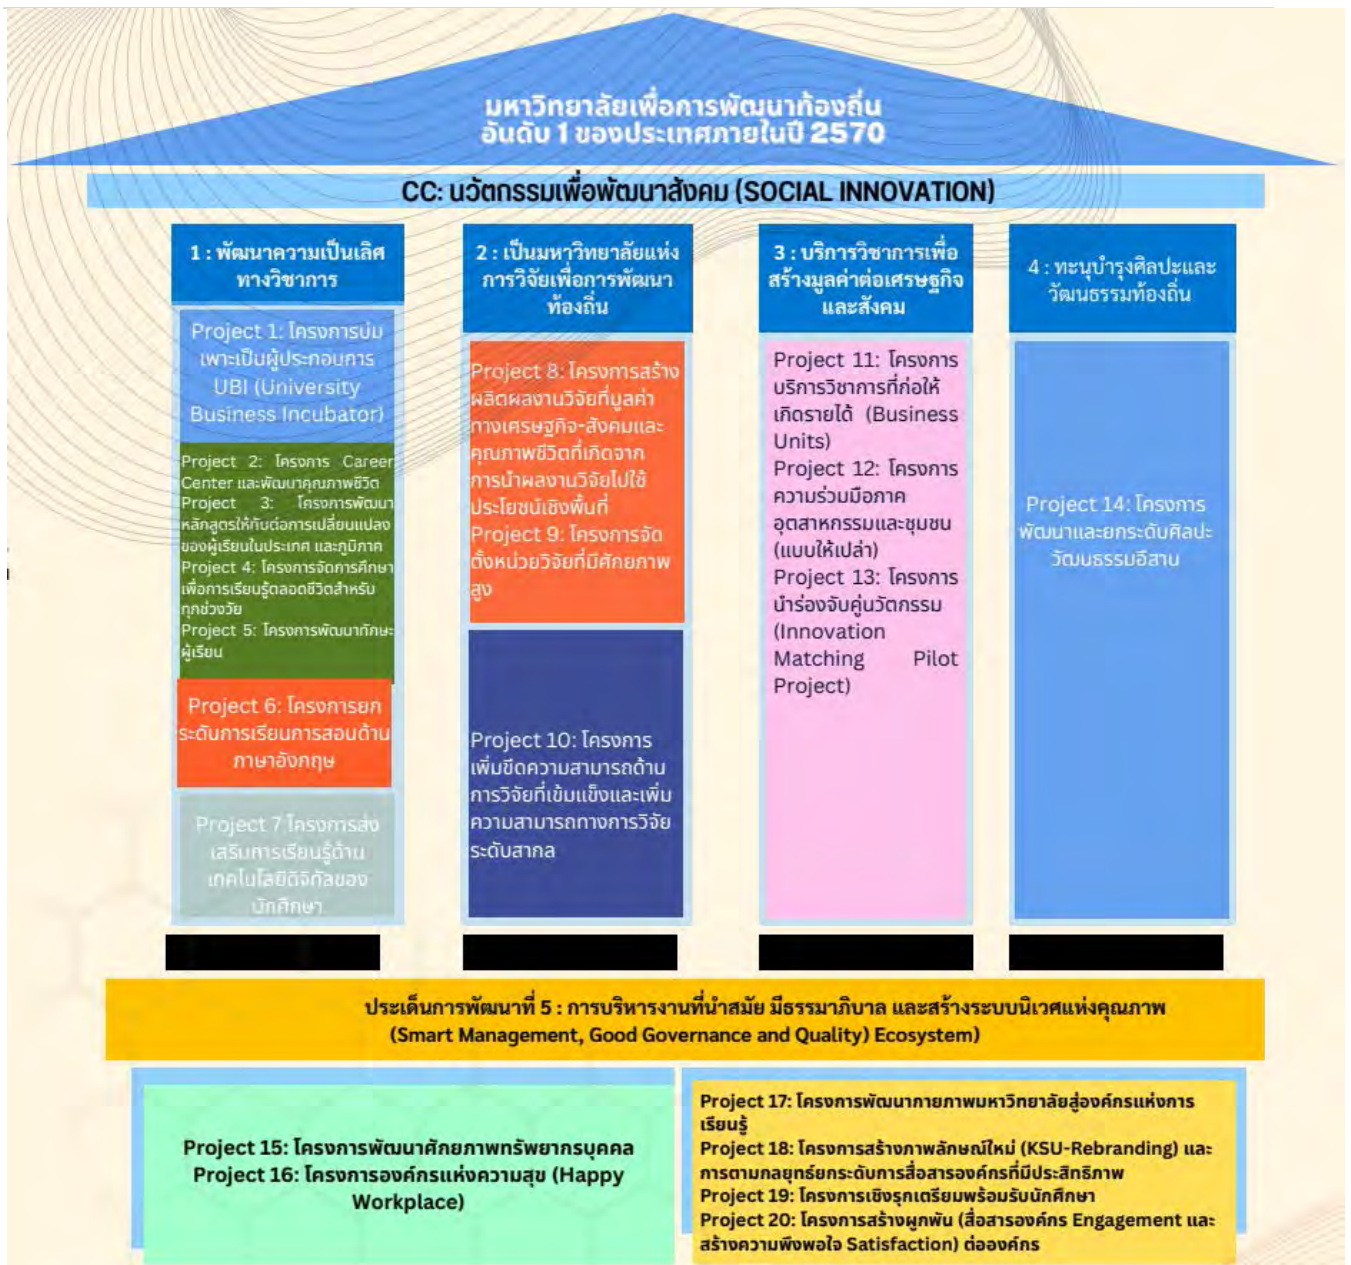 มหาวิทยาลัยเพื่อการพัฒนาท้องถิ่น
อันดับ 1 ของประเทศภายในปี 2570
CC: นวัตกรรมเพื่อพัฒนาสังคม (SOCIAL INNOVATION)
1 : พัฒนาความเป็นเลิศ
ทางวิชาการ
Project 1: โครงการบ่ม
เพาะเป็นผู้ประกอบการ
UBI (University
Business Incubator)
Project 2: โครงการ Career
Center และพัฒนาคุณภาพชีวิต
Project 3: โครงการพัฒนา
หลักสูตรให้ทันต่อการเปลี่ยนแปลง
ของผู้เรียนในประเทศ และภูมิภาค
Project 4: โครงการจัดการศึกษา
เพื่อการเรียนรู้ตลอดชีวิตสำหรับ
ทุกช่วงวัย
Project 5: โครงการพัฒนาทักษะ
ผู้เรียน
Project 6: โครงการยก
ระดับการเรียนการสอนด้าน
ภาษาอังกฤษ
Project 7:โครงการส่ง
เสริมการเรียนรู้ด้าน
เทคโนโลยีดิจิทัลของ
นักศึกษา
2 : เป็นมหาวิทยาลัยแห่ง
การวิจัยเพื่อการพัฒนา
ท้องถิ่น
Project 8: โครงการสร้าง
ผลิตผลงานวิจัยที่มูลค่า
ทางเศรษฐกิจ-สังคมและ
คุณภาพชีวิตที่เกิดจาก
การนำผลงานวิจัยไปใช้
ประโยชน์เชิงพื้นที่
Project 9: โครงการจัด
ตั้งหน่วยวิจัยที่มีศักยภาพ
สูง
Project 10: โครงการ
เพิ่มขีดความสามารถด้าน
การวิจัยที่เข้มแข็งและเพิ่ม
ความสามารถทางการวิจัย
ระดับสากล
3 : บริการวิชาการเพื่อ
สร้างมูลค่าต่อเศรษฐกิจ
และสังคม
Project 11: โครงการ
บริการวิชาการที่ก่อให้
เกิดรายได้ (Business
Units)
Project 12: โครงการ
ความร่วมมือภาค
อุตสาหกรรมและชุมชน
(แบบให้เปล่า)
Project 13: โครงการ
นำร่องจับคู่นวัตกรรม
(Innovation
Matching Pilot
Project)
4 : ทะนุบำรุงศิลปะและ
วัฒนธรรมท้องถิ่น
Project 14: โครงการ
พัฒนาและยกระดับศิลปะ
วัฒนธรรมอีสาน
ประเด็นการพัฒนาที่ 5 : การบริหารงานที่นำสมัย มีธรรมาภิบาล และสร้างระบบนิเวศแห่งคุณภาพ
(Smart Management, Good Governance and Quality) Ecosystem)
Project 15: โครงการพัฒนาศักยภาพทรัพยากรบุคคล
Project 16: โครงการองค์กรแห่งความสุข (Happy
Workplace)
Project 17: โครงการพัฒนากายภาพมหาวิทยาลัยสู่องค์กรแห่งการ
เรียนรู้
Project 18: โครงการสร้างภาพลักษณ์ใหม่ (KSU-Rebranding) และ
การตามกลยุทธ์ยกระดับการสื่อสารองค์กรที่มีประสิทธิภาพ
Project 19: โครงการเชิงรุกเตรียมพร้อมรับนักศึกษา
Project 20: โครงการสร้างผูกพัน (สื่อสารองค์กร Engagement และ
สร้างความพึงพอใจ Satisfaction) ต่อองค์กร